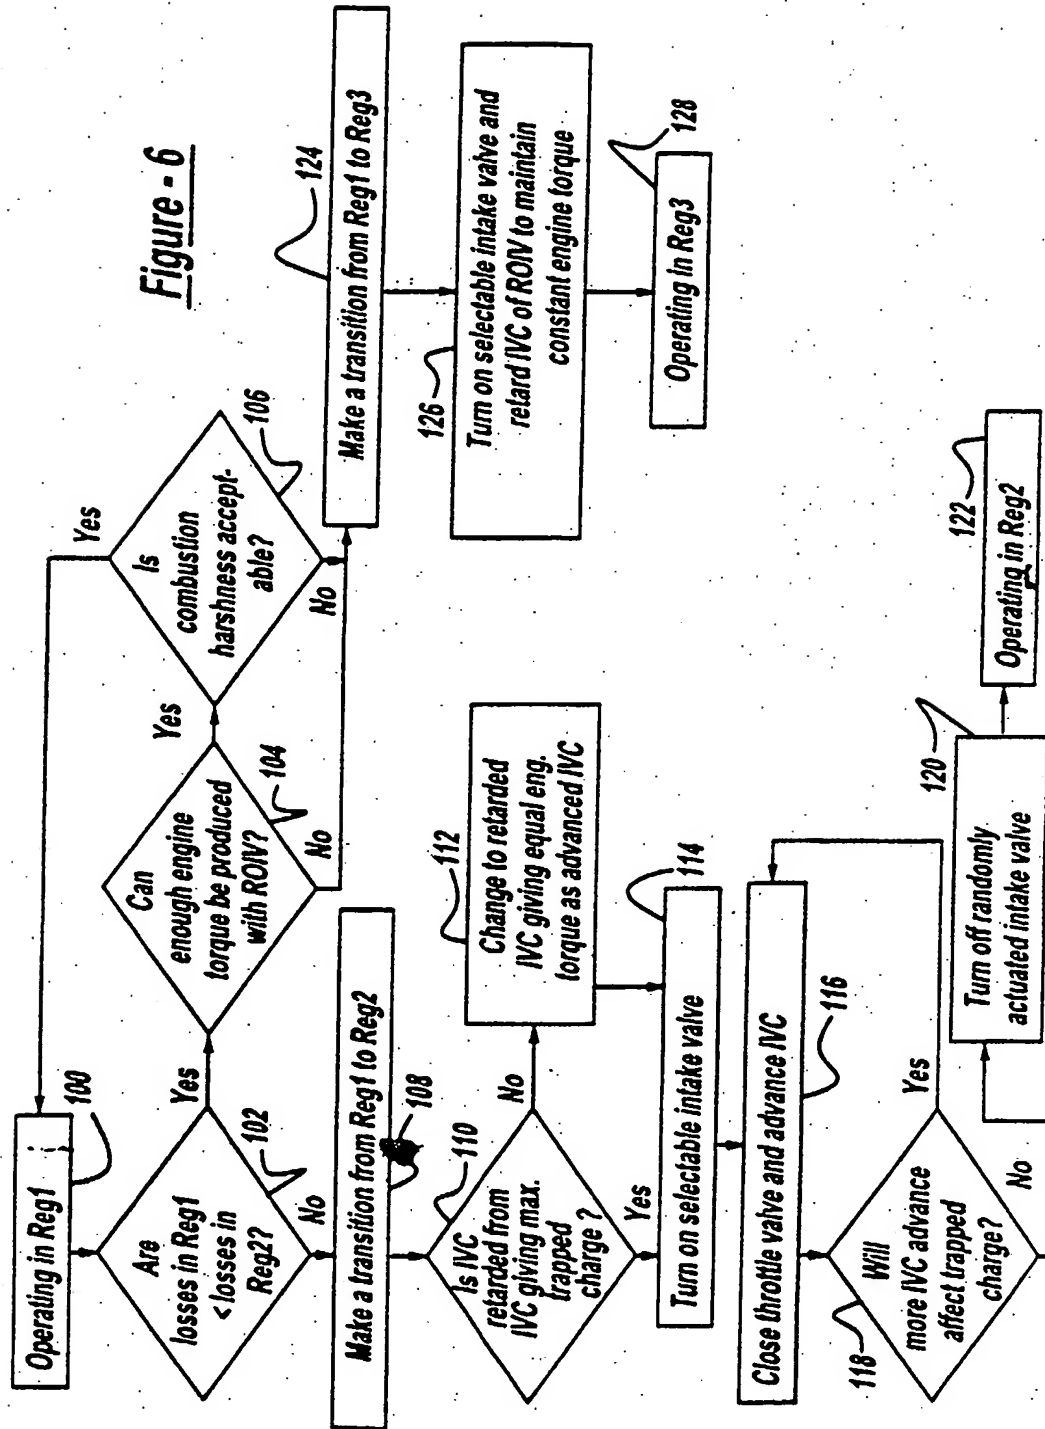 Figure - 6
Operating in Reg1
100
Are
losses in Reg1
< losses in
Reg2?
102
Yes
No
Can
enough engine
torque be produced
with ROIV?
104
Yes
No
Is
combustion
harshness accept-
able?
106
Yes
No
Make a transition from Reg1 to Reg3
124
Turn on selectable intake valve and
retard IVC of ROIV to maintain
constant engine torque
126
Operating in Reg3
128
Make a transition from Reg1 to Reg2
108
Is IVC
retarded from
IVC giving max.
trapped
charge ?
110
No
Yes
Change to retarded
IVC giving equal eng.
torque as advanced IVC
112
Turn on selectable intake valve
114
Close throttle valve and advance IVC
116
Will
more IVC advance
affect trapped
charge?
118
Yes
No
Turn off randomly
actuated intake valve
120
Operating in Reg2
122